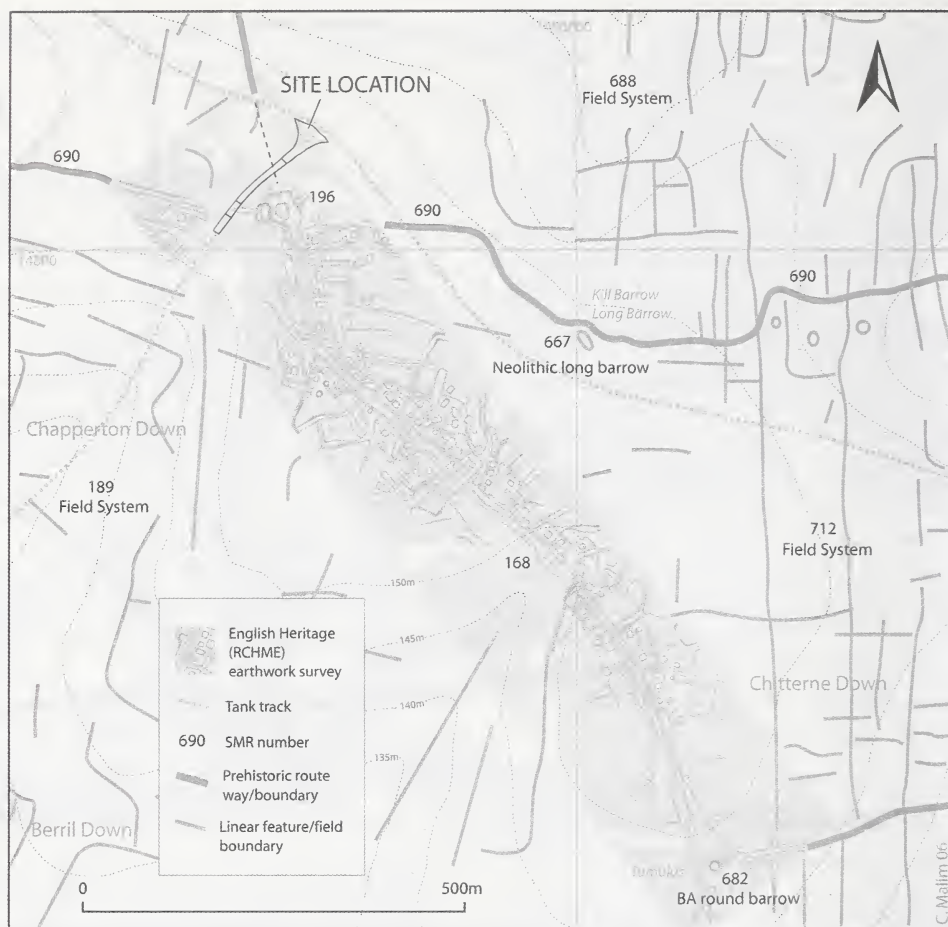 688
Field System
SITE LOCATION
690
196
690
690
Kill Barrow
Long Barrow
667
Neolithic long barrow
Chapperton Down
189
Field System
712
Field System
168
150m
145m
140m
135m
English Heritage
(RCHME)
earthwork survey
Tank track
690 SMR number
Prehistoric route
way/boundary
Linear feature/field
boundary
Chitterne Down
Berril Down
tumulus
682
BA round barrow
0
500m
C.Malim 06